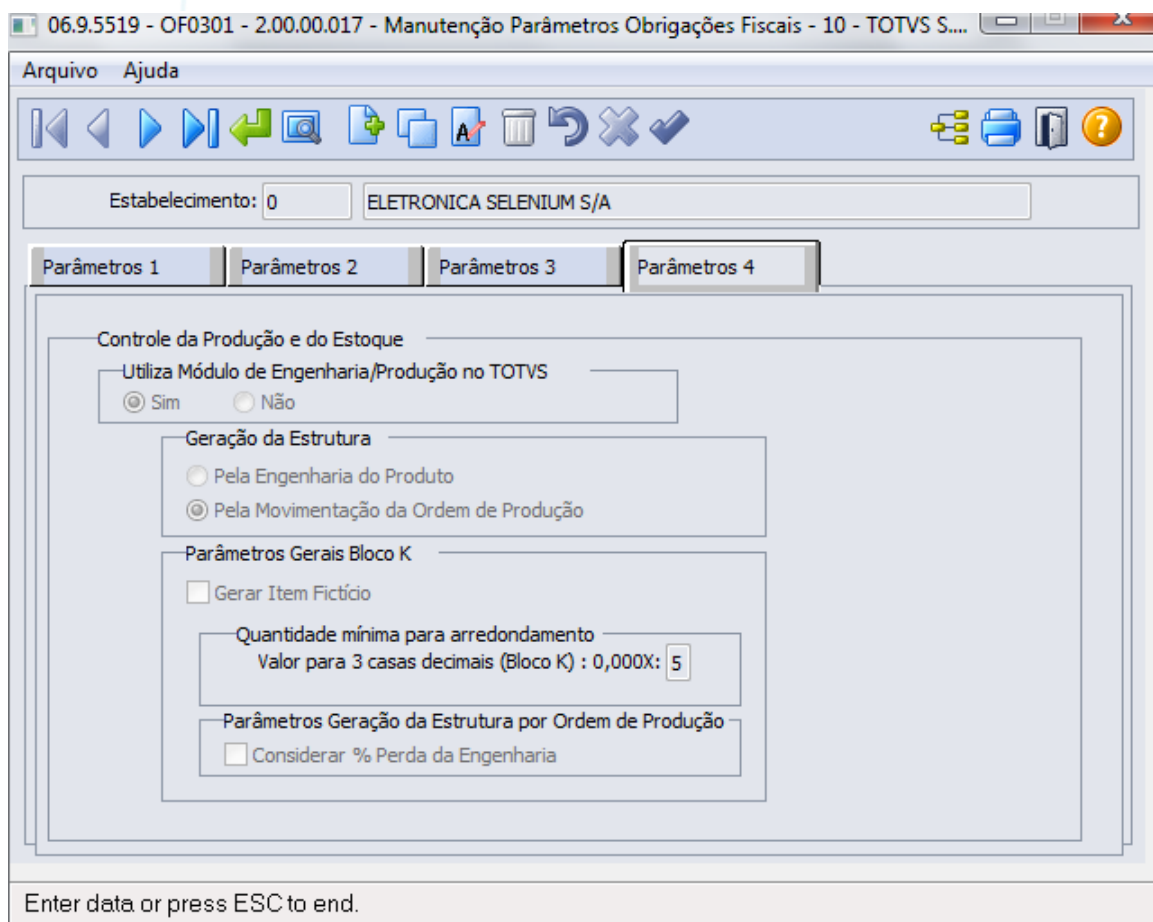 06.9.5519 - OF0301 - 2.00.00.017 - Manutenção Parâmetros Obrigações Fiscais - 10 - TOTVS S....
Arquivo Ajuda
Estabelecimento: 0 ELETRONICA SELENIUM S/A
Parâmetros 1 Parâmetros 2 Parâmetros 3 Parâmetros 4
Controle da Produção e do Estoque
Utiliza Módulo de Engenharia/Produção no TOTVS
Sim Não
Geração da Estrutura
Pela Engenharia do Produto
Pela Movimentação da Ordem de Produção
Parâmetros Gerais Bloco K
Gerar Item Fictício
Quantidade mínima para arredondamento
Valor para 3 casas decimais (Bloco K) : 0,000X: 5
Parâmetros Geração da Estrutura por Ordem de Produção
Considerar % Perda da Engenharia
Enter data or press ESC to end.